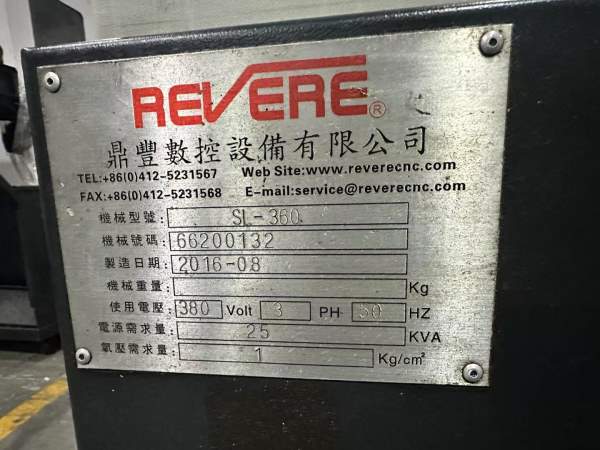 REVERE®
鼎豐數控設備有限公司
TEL:+86(0)412-5231567 Web Site:www.reverecnc.com
FAX:+86(0)412-5231568 E-mail:service@reverecnc.com
機械型號: SL-360
機械號碼: 66200132
製造日期: 2016-08
機械重量: Kg
使用電壓: 380 Volt 3 PH 50 HZ
電源需求量: 25 KVA
氣壓需求量: 1 Kg/cm²